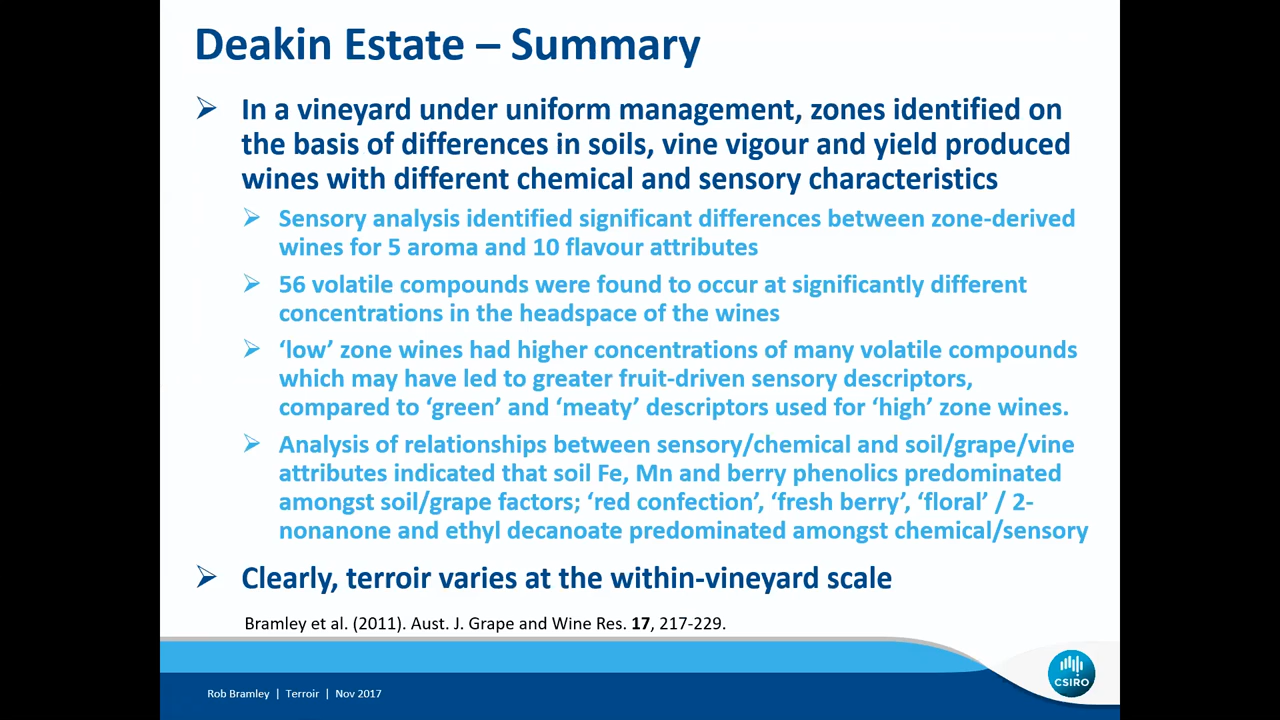 Deakin Estate – Summary
In a vineyard under uniform management, zones identified on
the basis of differences in soils, vine vigour and yield produced
wines with different chemical and sensory characteristics
Sensory analysis identified significant differences between zone-derived
wines for 5 aroma and 10 flavour attributes
56 volatile compounds were found to occur at significantly different
concentrations in the headspace of the wines
‘low’ zone wines had higher concentrations of many volatile compounds
which may have led to greater fruit-driven sensory descriptors,
compared to ‘green’ and ‘meaty’ descriptors used for ‘high’ zone wines.
Analysis of relationships between sensory/chemical and soil/grape/vine
attributes indicated that soil Fe, Mn and berry phenolics predominated
amongst soil/grape factors; ‘red confection’, ‘fresh berry’, ‘floral’ / 2-
nonanone and ethyl decanoate predominated amongst chemical/sensory
Clearly, terroir varies at the within-vineyard scale
Bramley et al. (2011). Aust. J. Grape and Wine Res. 17, 217-229.
Rob Bramley | Terroir | Nov 2017
CSIRO